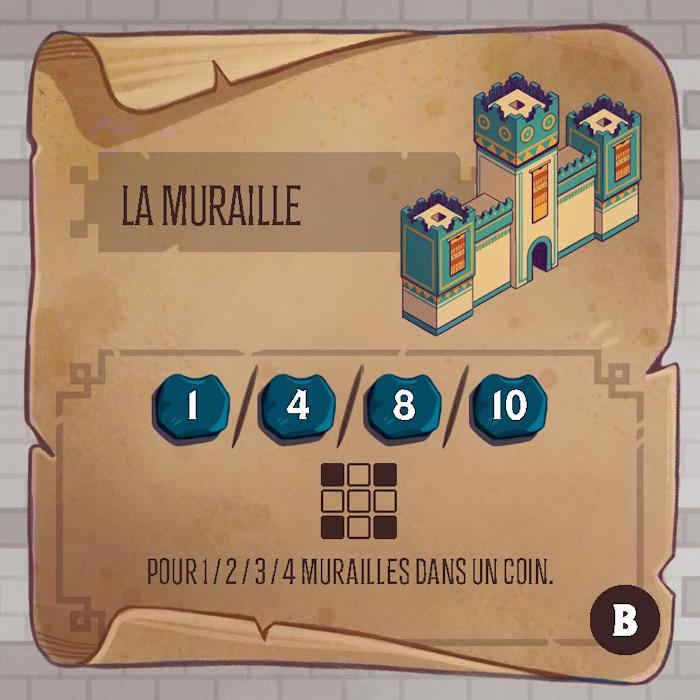 LA MURAILLE
1 / 4 / 8 / 10
POUR 1 / 2 / 3 / 4 MURAILLES DANS UN COIN.
B